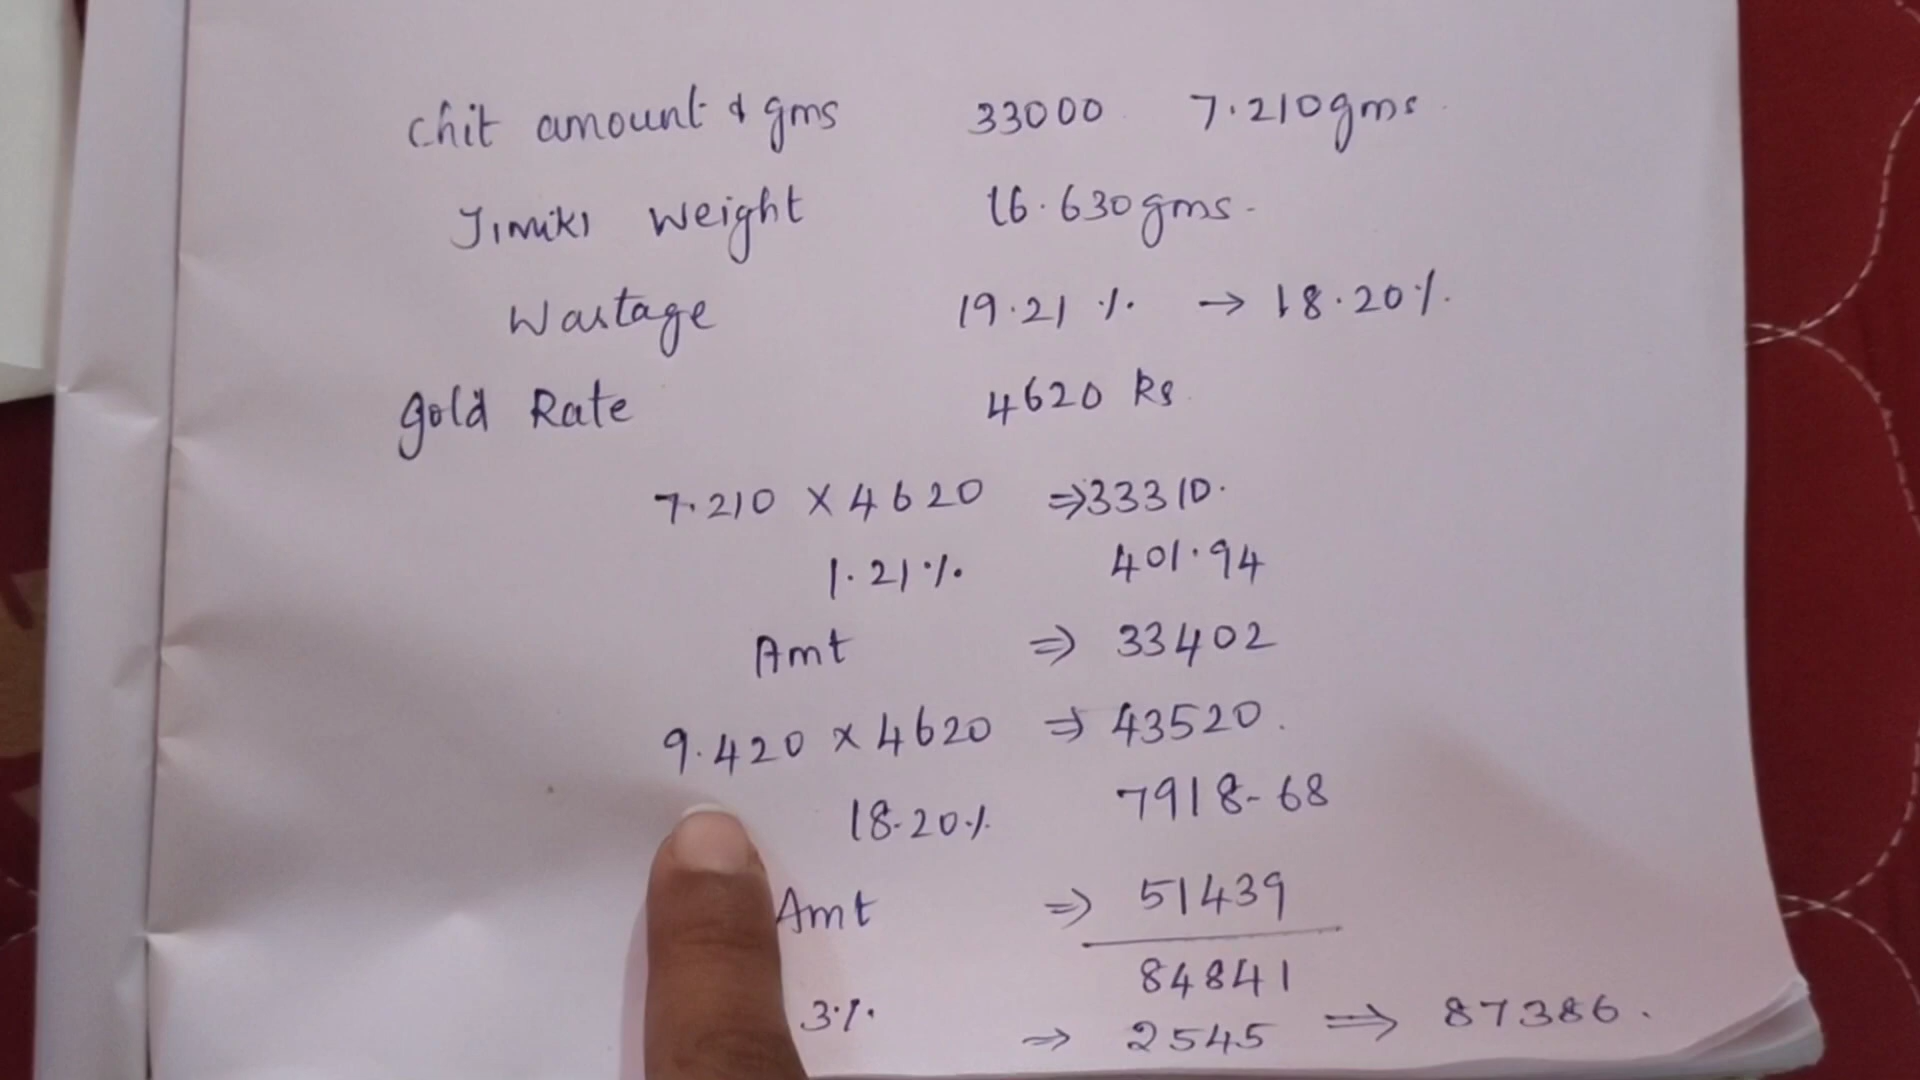 Chit amount & gms 33000 7.210gms.
Jimiki weight 16.630gms.
Wastage 19.21 % → 18.20%.
gold Rate 4620 Rs
7.210 x 4620 ⇒ 33310.
1.21% 401.94
Amt ⇒ 33402
9.420 x 4620 ⇒ 43520.
18.20% 7918-68
Amt ⇒ 51439
84841
3% ⇒ 2545 ⇒ 87386.